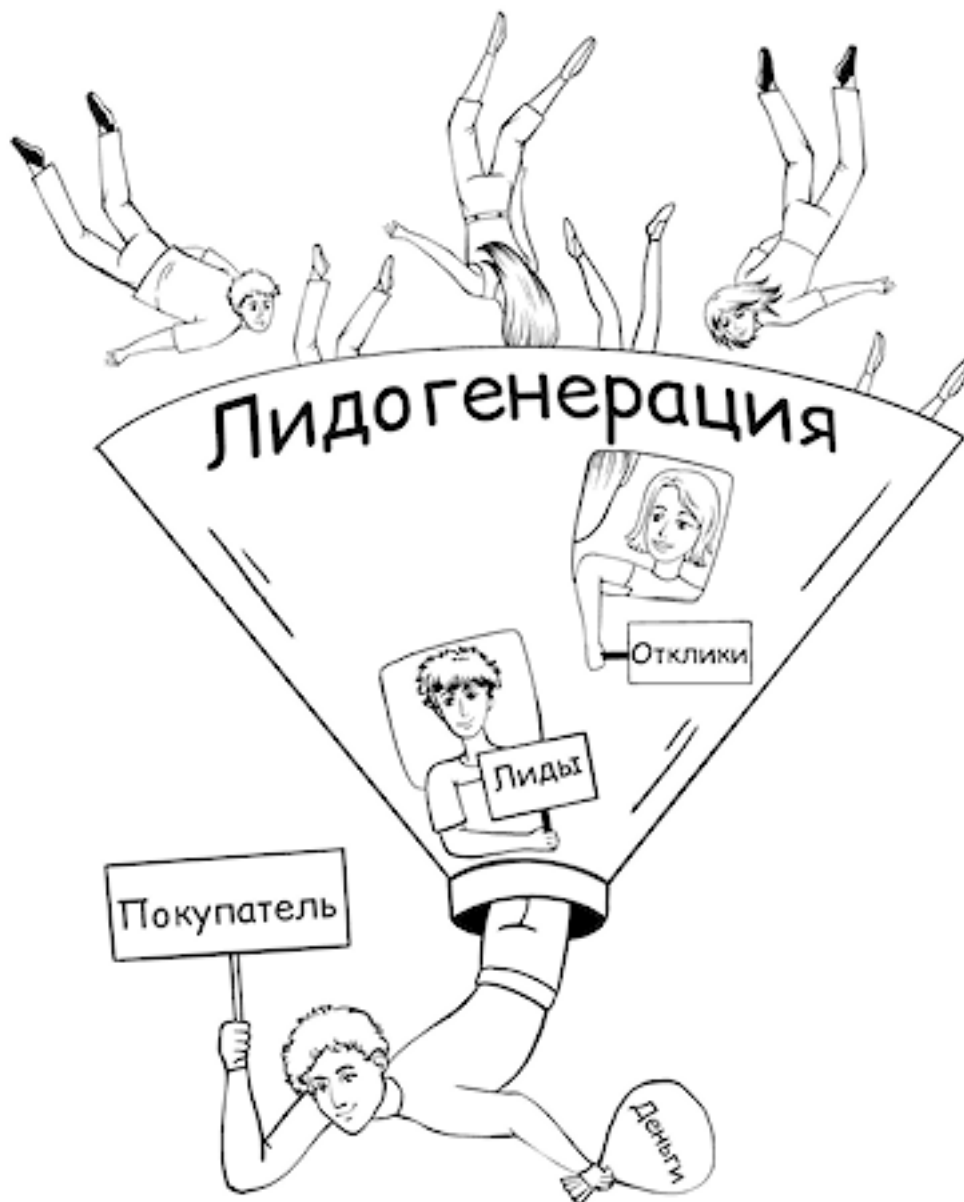 Лидогенерация
Отклики
Лиды
Покупатель
Деньги